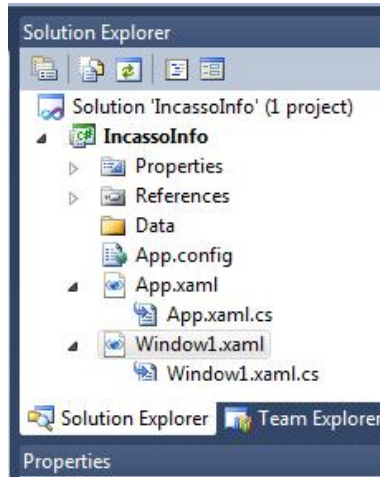 Solution Explorer
Solution 'IncassoInfo' (1 project)
IncassoInfo
Properties
References
Data
App.config
App.xaml
App.xaml.cs
Window1.xaml
Window1.xaml.cs
Solution Explorer Team Explorer
Properties